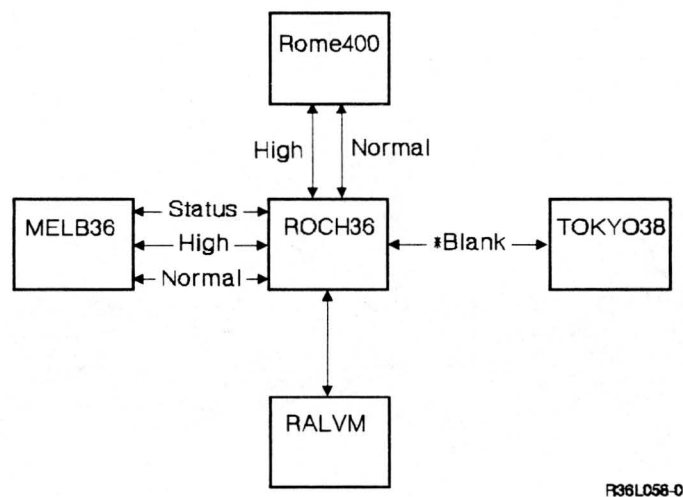 Rome400
High
Normal
MELB36
Status
High
Normal
ROCH36
*Blank
TOKYO38
RALVM
R36L058-0